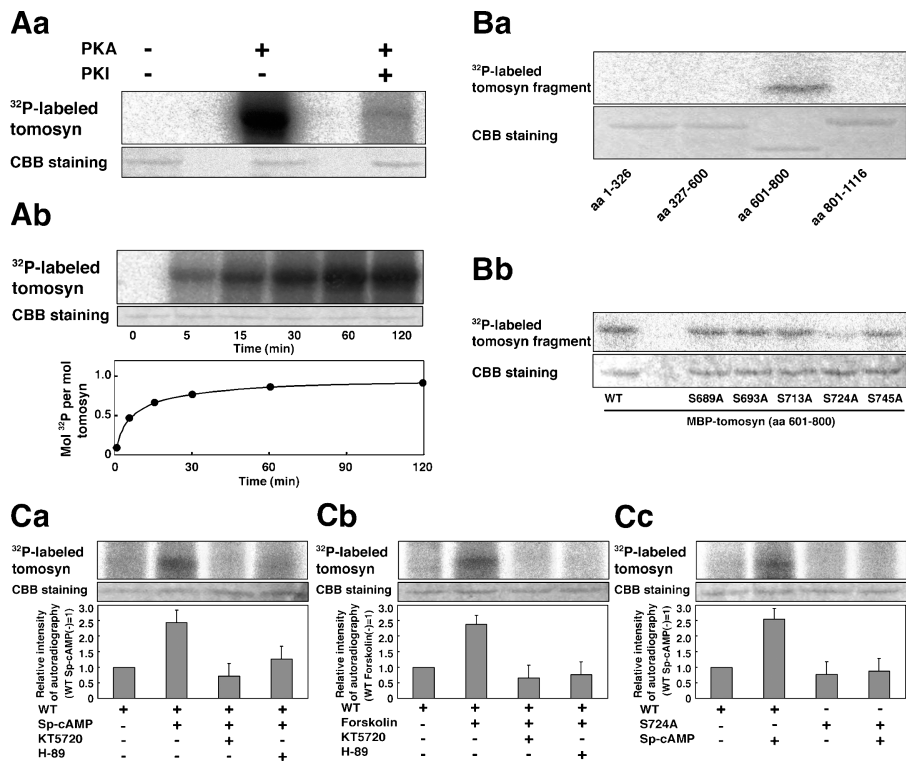 Aa
PKA - + +
PKI - - +
32P-labeled
tomosyn
CBB staining
Ab
32P-labeled
tomosyn
CBB staining
0 5 15 30 60 120
Time (min)
Mol 32P per mol
tomosyn
1.0
0.5
0
0 30 60 90 120
Time (min)
Ba
32P-labeled
tomosyn fragment
CBB staining
aa 1-326
aa 327-600
aa 601-800
aa 801-1116
Bb
32P-labeled
tomosyn fragment
CBB staining
WT S689A S693A S713A S724A S745A
MBP-tomosyn (aa 601-800)
Ca
32P-labeled
tomosyn
CBB staining
Relative intensity
of autoradiography
(WT Sp-cAMP(-)=1)
3.0
2.5
2.0
1.0
0.5
0
WT + + + +
Sp-cAMP - + + +
KT5720 - - + -
H-89 - - - +
Cb
32P-labeled
tomosyn
CBB staining
Relative intensity
of autoradiography
(WT Forskolin(-)=1)
3.0
2.5
2.0
1.0
0.5
0
WT + + + +
Forskolin - + + +
KT5720 - - + -
H-89 - - - +
Cc
32P-labeled
tomosyn
CBB staining
Relative intensity
of autoradiography
(WT Sp-cAMP(-)=1)
3.0
2.5
2.0
1.0
0.5
0
WT + + - -
S724A - - + +
Sp-cAMP - + - +